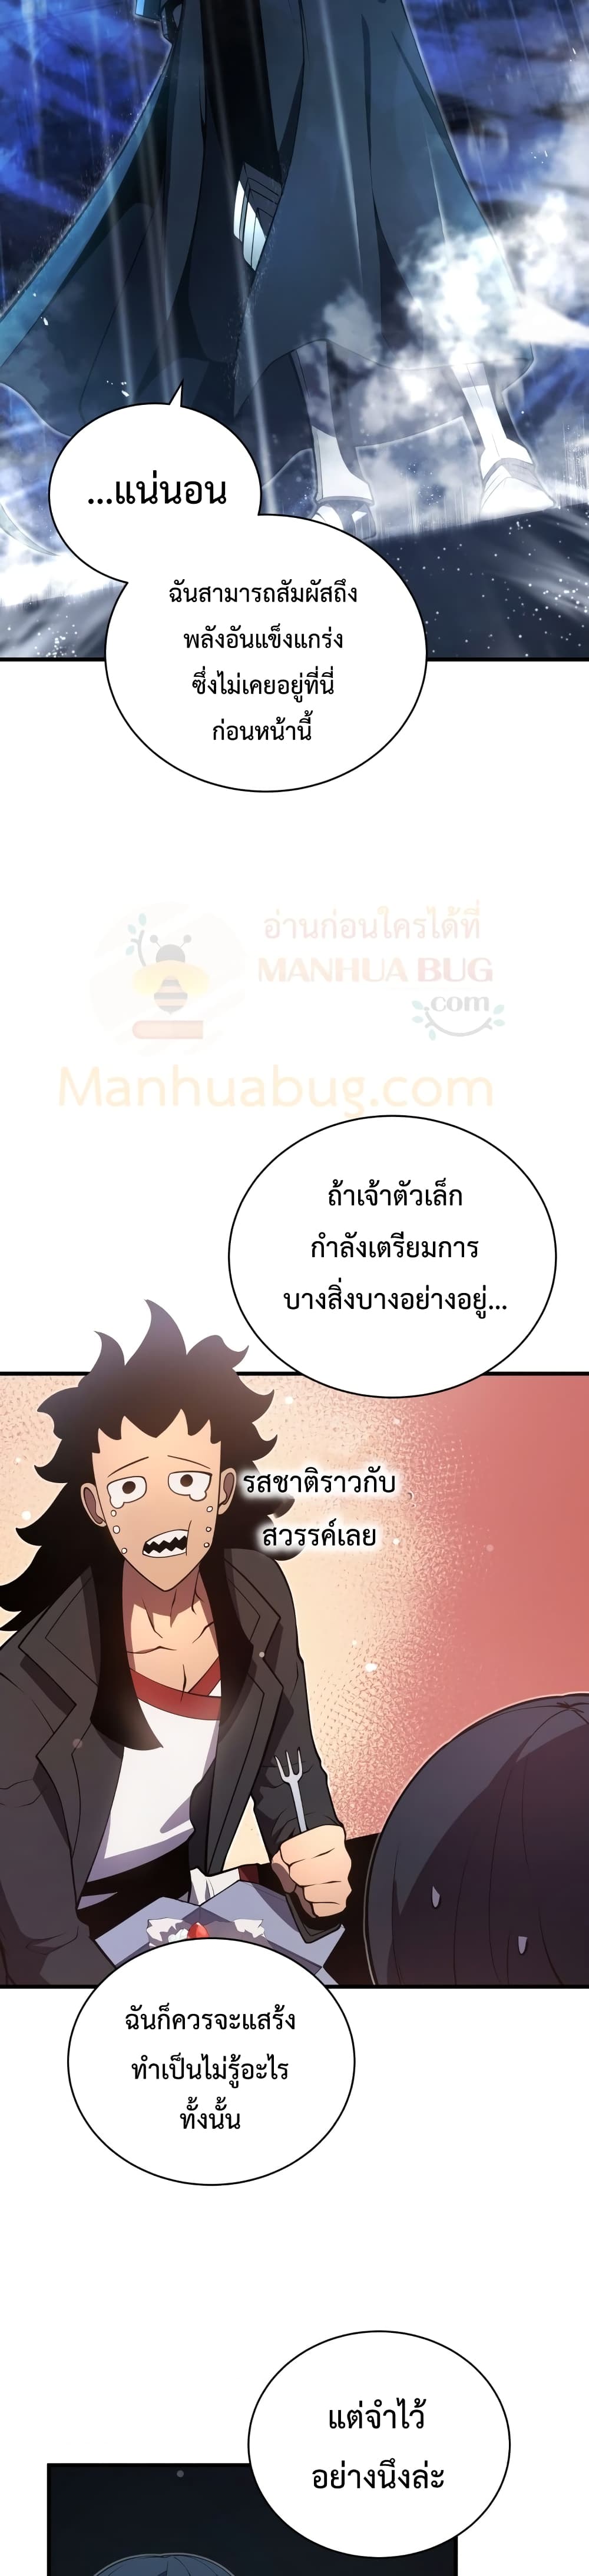 ...แน่นอน
ฉันสามารถสัมผัสถึง
พลังอันแข็งแกร่ง
ซึ่งไม่เคยอยู่ที่นี่
ก่อนหน้านี้
อ่านก่อนใครได้ที่
MANHUA BUG
.com
Manhuabug.com
ถ้าเจ้าตัวเล็ก
กำลังเตรียมการ
บางสิ่งบางอย่างอยู่...
รสชาติราวกับ
สวรรค์เลย
ฉันก็ควรจะแสร้ง
ทำเป็นไม่รู้อะไร
ทั้งนั้น
แต่จำไว้
อย่างนึงล่ะ